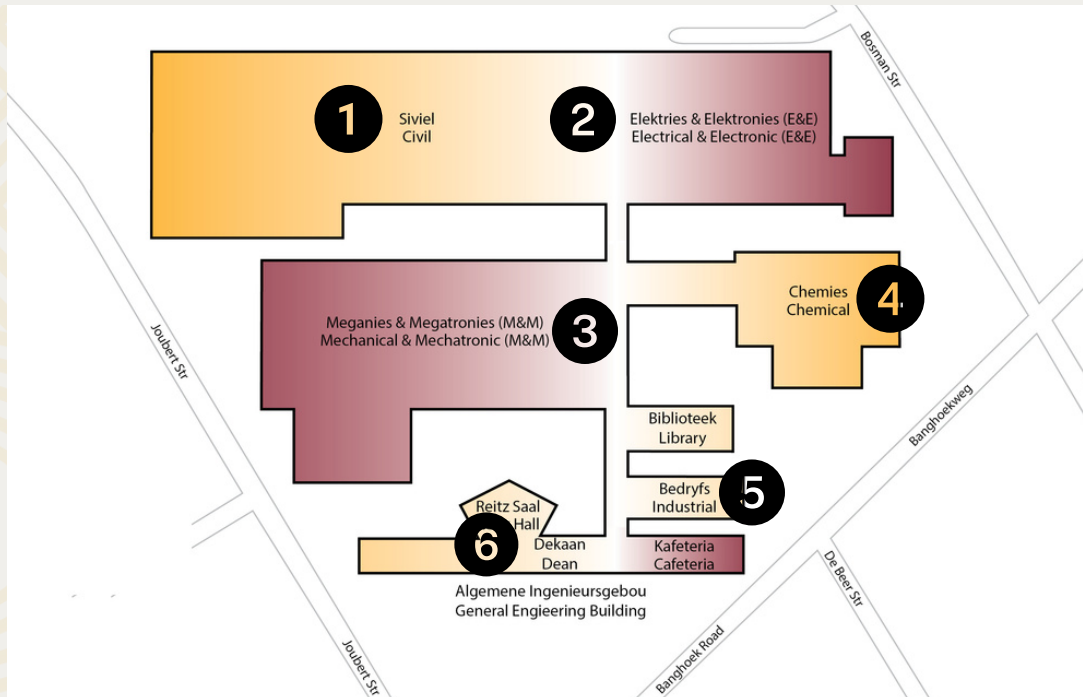 Bosman Str
1
Siviel
Civil
2
Elektries & Elektronies (E&E)
Electrical & Electronic (E&E)
Chemies
Chemical
4
Meganies & Megatronies (M&M)
Mechanical & Mechatronic (M&M)
3
Joubert Str
Banghoekweg
Biblioteek
Library
Bedryfs
Industrial
5
Reitz Saal
Hall
6
Dekaan
Dean
Kafeteria
Cafeteria
Algemene Ingenieursgebou
General Engieering Building
De Beer Str
Joubert Str
Banghoek Road